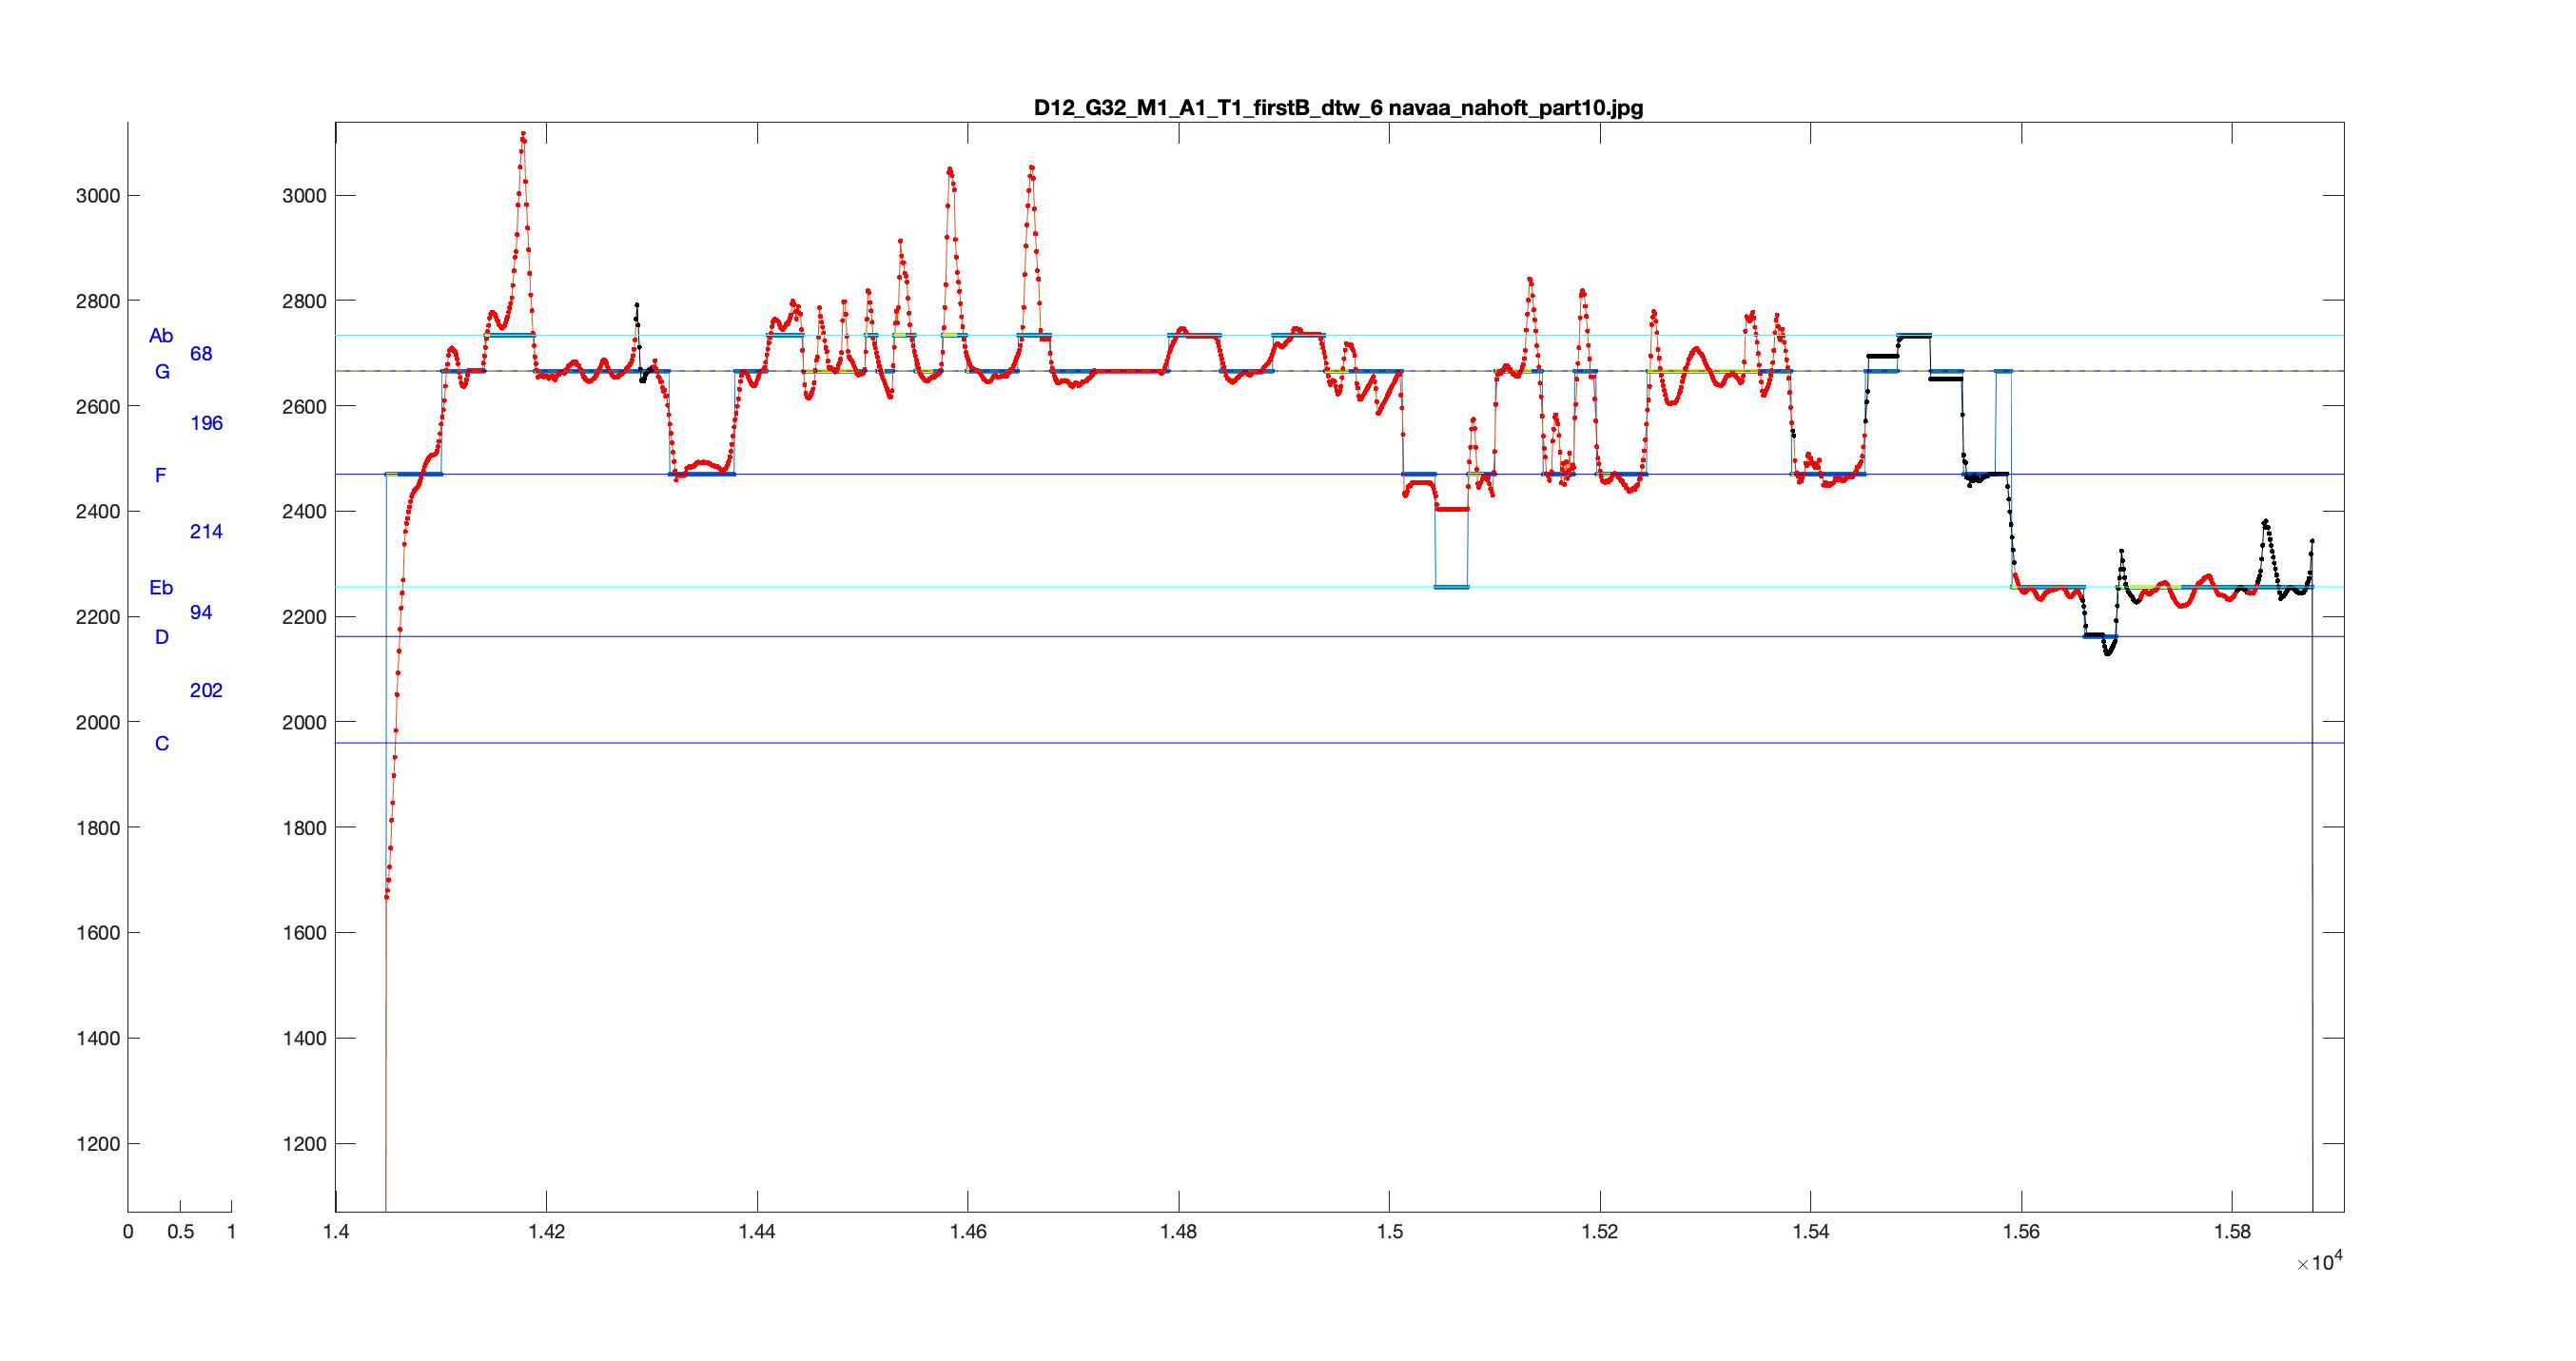 D12_G32_M1_A1_T1_firstB_dtw_6 navaa_nahoft_part10.jpg
3000 3000
2800 2800
Ab
68
G
2600 2600
196
F
2400 2400
214
Eb
94
2200 2200
D
202
2000 2000
C
1800 1800
1600 1600
1400 1400
1200 1200
0 0.5 1 1.4 1.42 1.44 1.46 1.48 1.5 1.52 1.54 1.56 1.58
×10^4